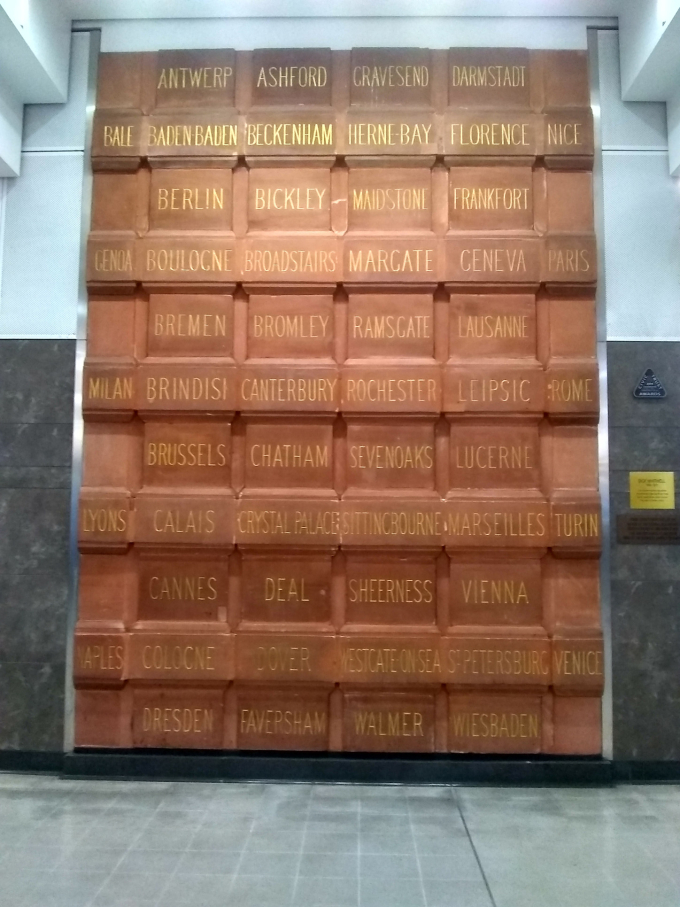 ANTWERP ASHFORD GRAVESEND DARMSTADT
BALE BADEN-BADEN BECKENHAM HERNE-BAY FLORENCE NICE
BERLIN BICKLEY MAIDSTONE FRANKFORT
GENOA BOULOGNE BROADSTAIRS MARGATE GENEVA PARIS
BREMEN BROMLEY RAMSGATE LAUSANNE
MILAN BRINDISI CANTERBURY ROCHESTER LEIPSIC ROME
BRUSSELS CHATHAM SEVENOAKS LUCERNE
LYONS CALAIS CRYSTAL PALACE SITTINGBOURNE MARSEILLES TURIN
CANNES DEAL SHEERNESS VIENNA
NAPLES COLOGNE DOVER WESTGATE-ON-SEA ST PETERSBURG VENICE
DRESDEN FAVERSHAM WALMER WIESBADEN